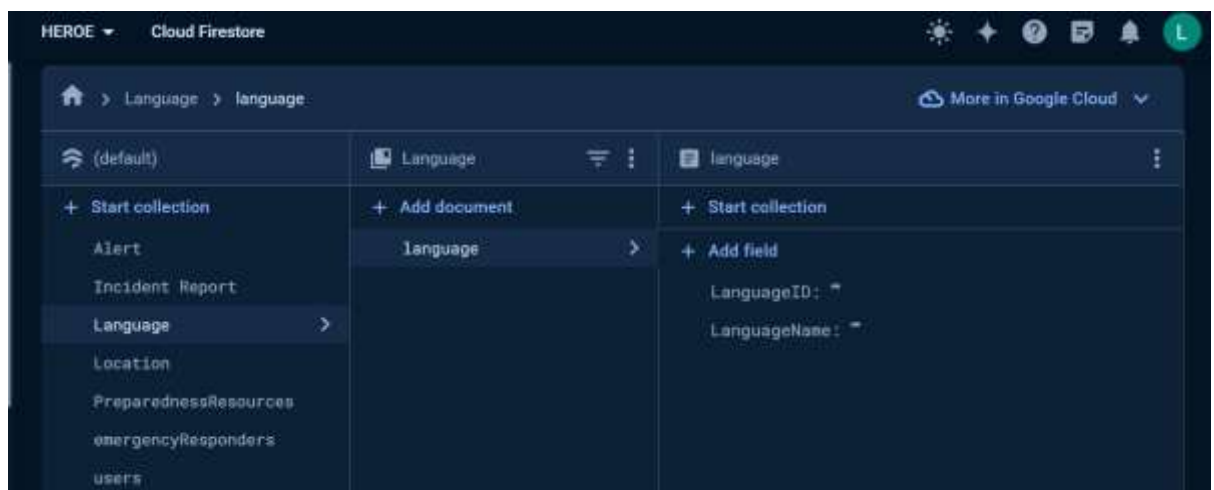 HEROE Cloud Firestore L
> Language > language More in Google Cloud
(default)
+ Start collection
Alert
Incident Report
Language >
Location
PreparednessResources
emergencyResponders
users
Language
+ Add document
language >
language
+ Start collection
+ Add field
LanguageID: ""
LanguageName: ""